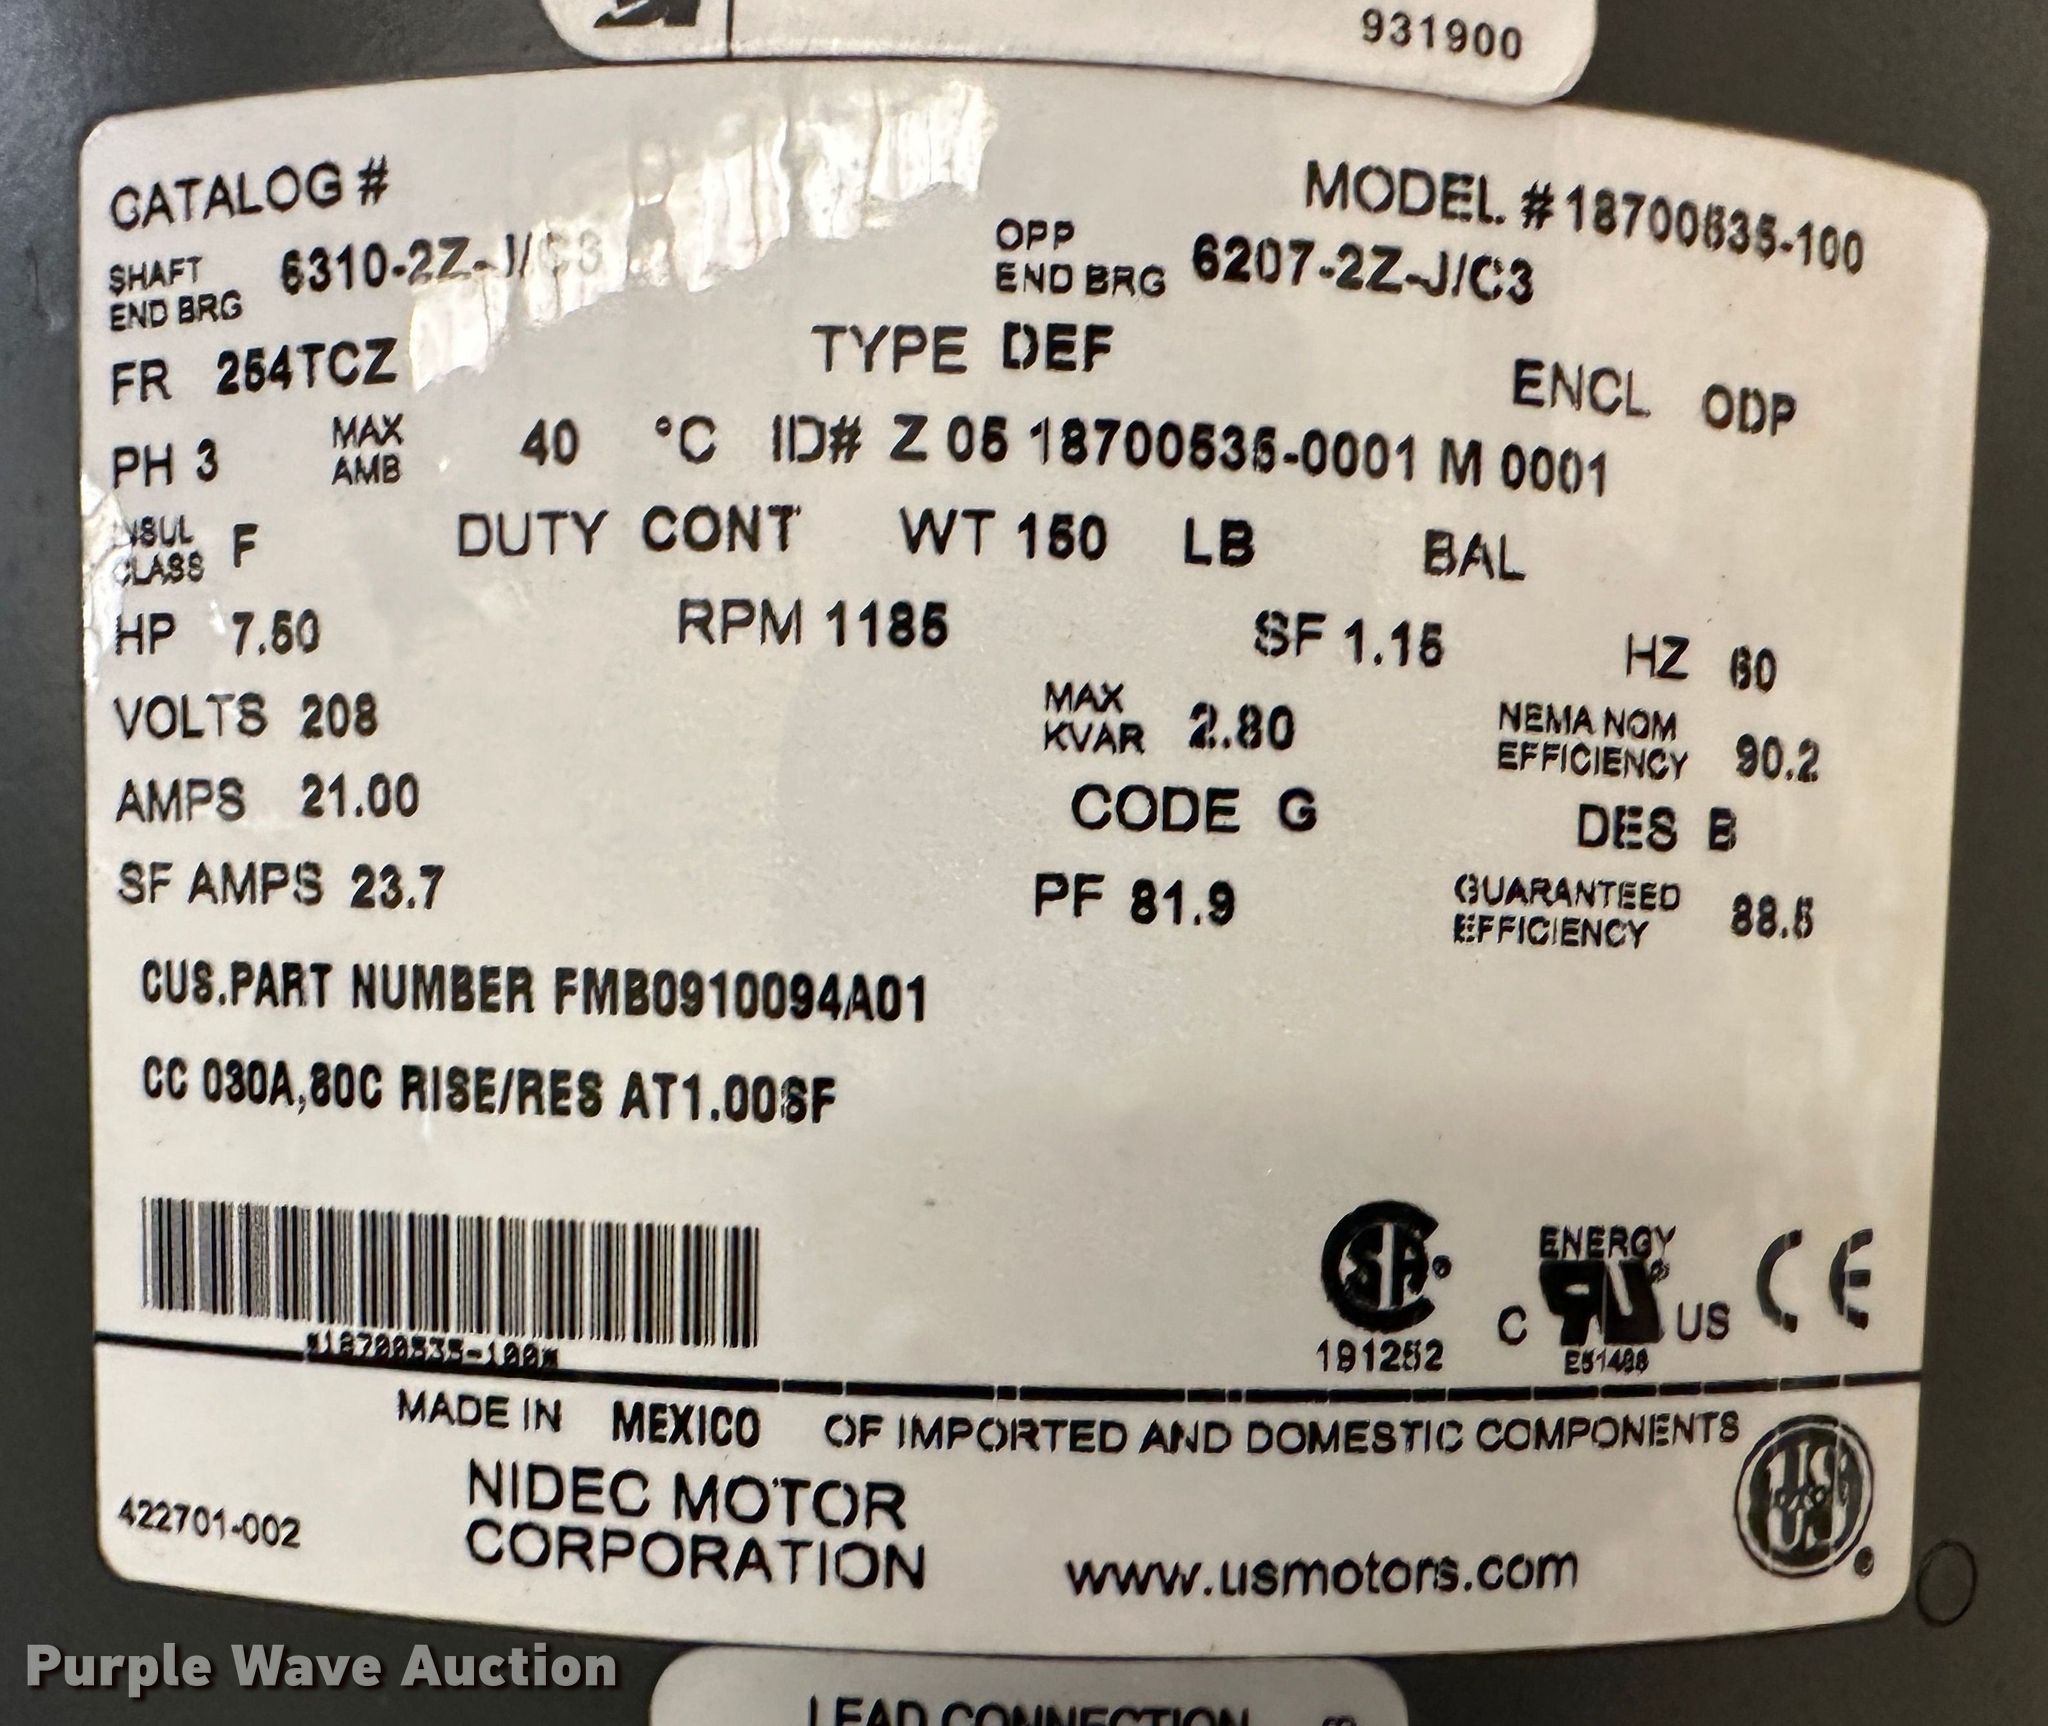 931900
CATALOG #
MODEL # 18700535-100
SHAFT END BRG 6310-2Z-J/C3
OPP END BRG 6207-2Z-J/C3
FR 254TCZ TYPE DEF ENCL ODP
PH 3 MAX AMB 40 °C ID# Z 05 18700535-0001 M 0001
INSUL CLASS F DUTY CONT WT 150 LB BAL
HP 7.50 RPM 1185 SF 1.15 HZ 60
VOLTS 208 MAX KVAR 2.80 NEMA NOM EFFICIENCY 90.2
AMPS 21.00 CODE G DES B
SF AMPS 23.7 PF 81.9 GUARANTEED EFFICIENCY 88.5
CUS.PART NUMBER FMB0910094A01
CC 030A,80C RISE/RES AT1.00SF
*18700535-100*
SA®
191252
ENERGY
C US
CE
MADE IN MEXICO OF IMPORTED AND DOMESTIC COMPONENTS
422701-002
NIDEC MOTOR
CORPORATION
www.usmotors.com
Purple Wave Auction
LEAD CONNECTION